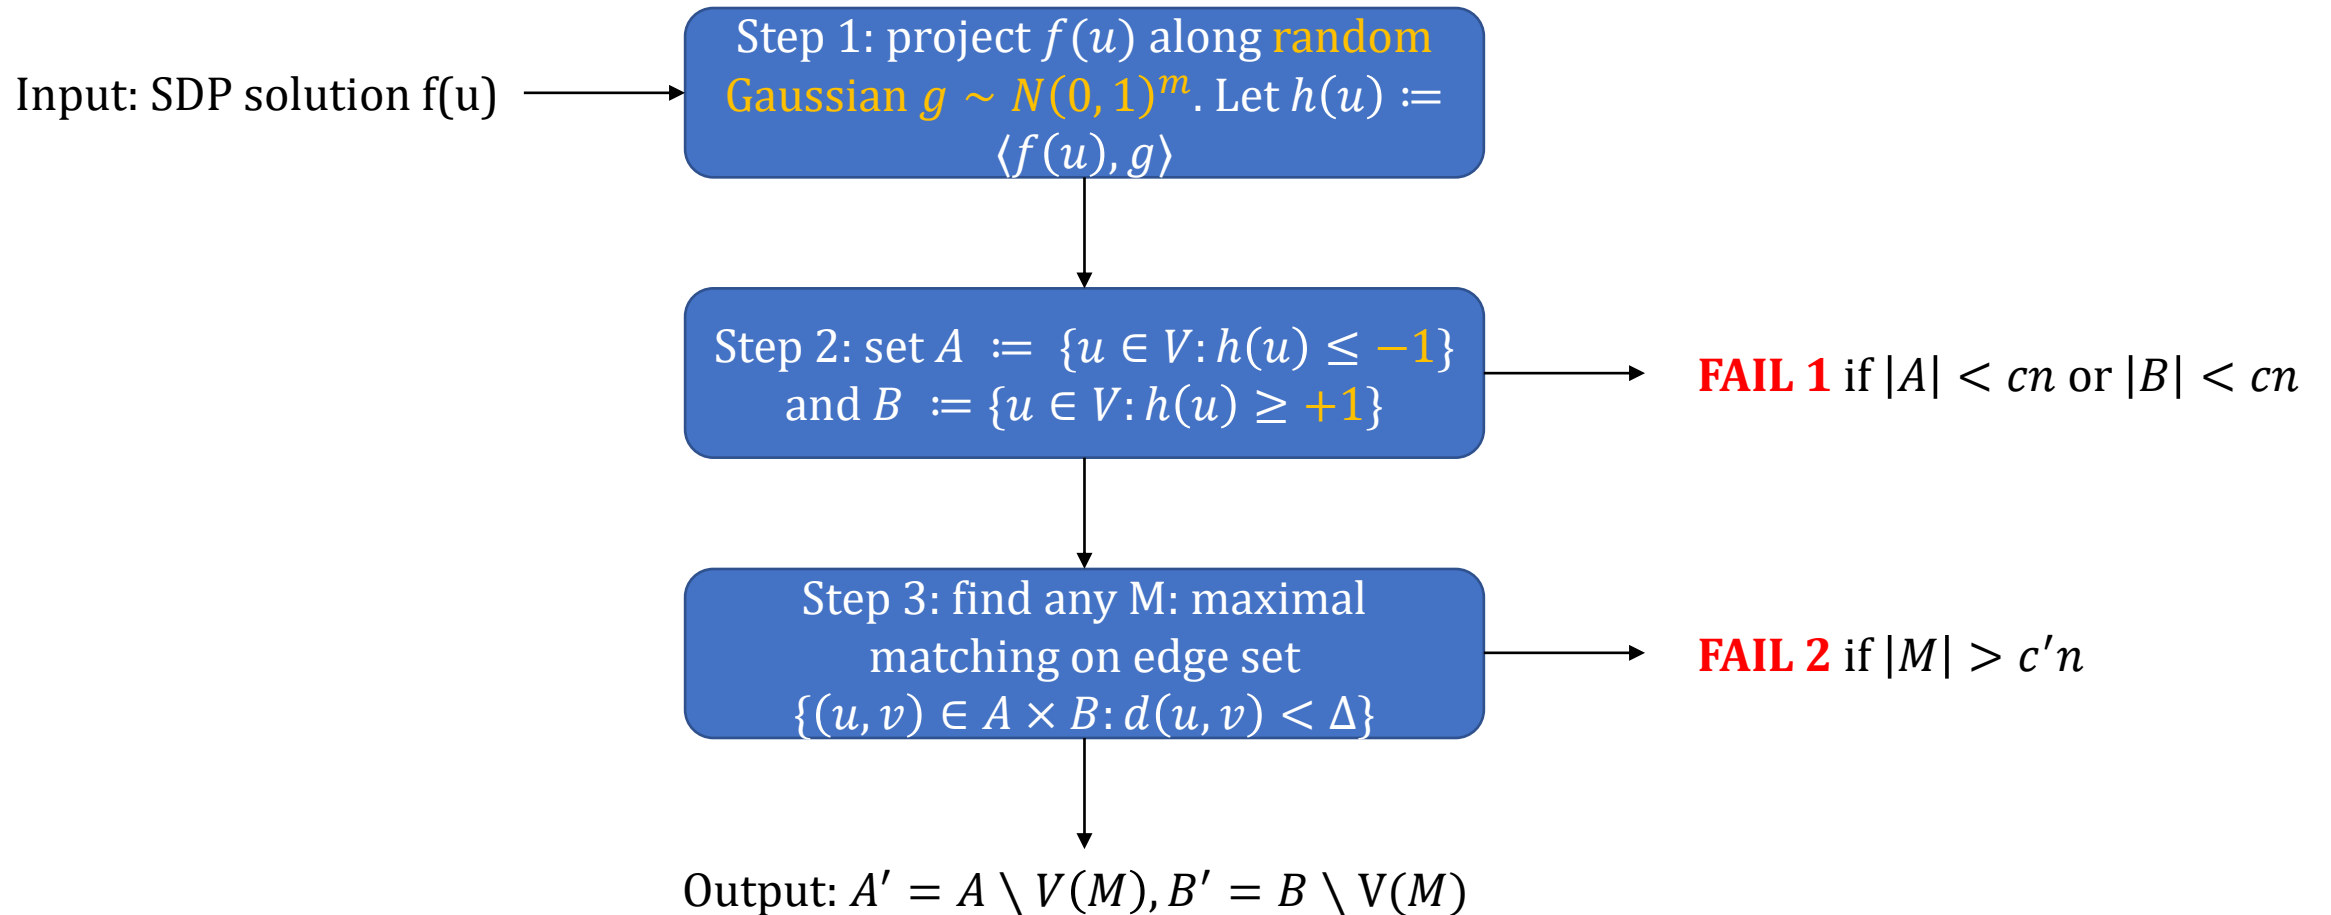 Input: SDP solution f(u)
Step 1: project f(u) along random
Gaussian g ~ N(0, 1)^m. Let h(u) ≔
⟨f(u), g⟩
Step 2: set A ≔ {u ∈ V: h(u) ≤ −1}
and B ≔ {u ∈ V: h(u) ≥ +1}
FAIL 1 if |A| < cn or |B| < cn
Step 3: find any M: maximal
matching on edge set
{(u, v) ∈ A × B: d(u, v) < Δ}
FAIL 2 if |M| > c′n
Output: A′ = A \ V(M), B′ = B \ V(M)